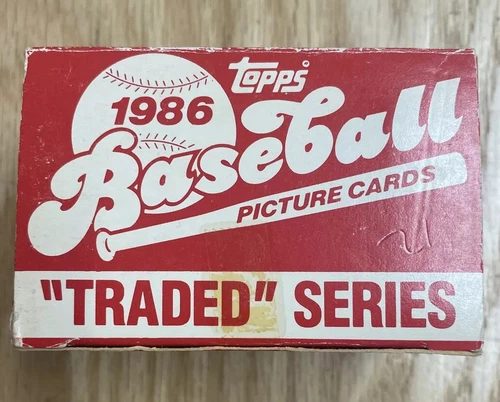 topps
1986
Baseball
PICTURE CARDS
"TRADED" SERIES